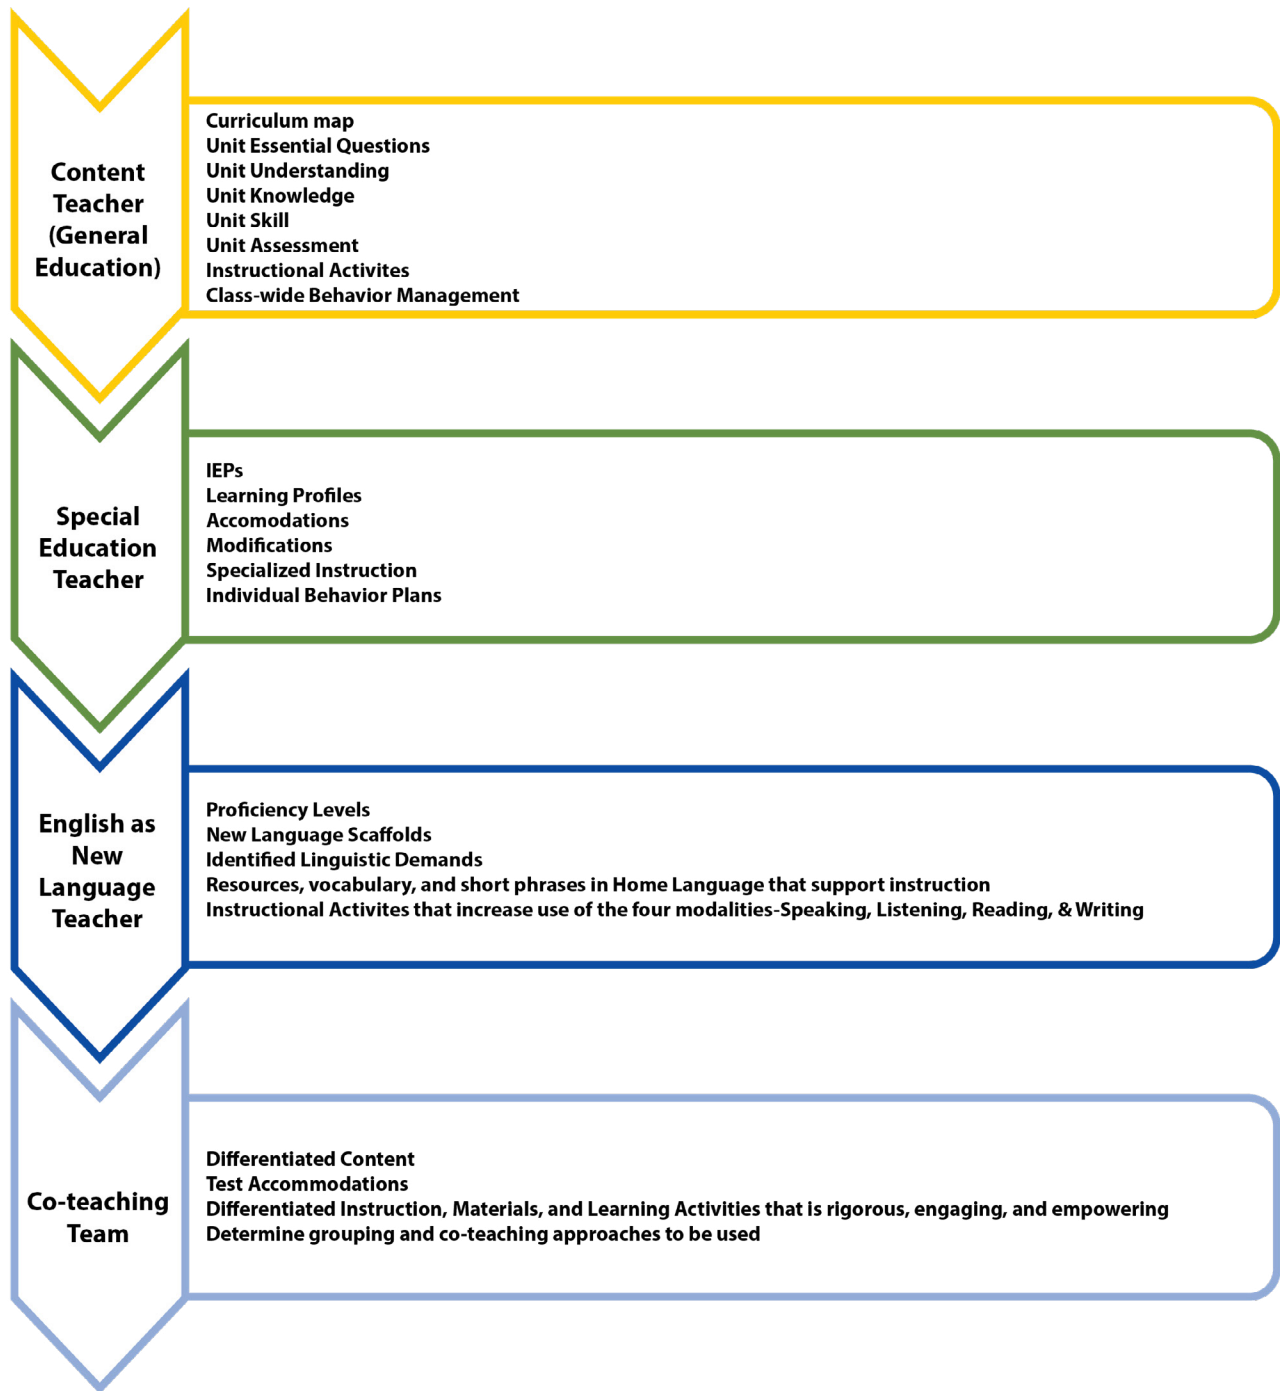 Content
Teacher
(General
Education)
Curriculum map
Unit Essential Questions
Unit Understanding
Unit Knowledge
Unit Skill
Unit Assessment
Instructional Activites
Class-wide Behavior Management
Special
Education
Teacher
IEPs
Learning Profiles
Accomodations
Modifications
Specialized Instruction
Individual Behavior Plans
English as
New
Language
Teacher
Proficiency Levels
New Language Scaffolds
Identified Linguistic Demands
Resources, vocabulary, and short phrases in Home Language that support instruction
Instructional Activites that increase use of the four modalities-Speaking, Listening, Reading, & Writing
Co-teaching
Team
Differentiated Content
Test Accommodations
Differentiated Instruction, Materials, and Learning Activities that is rigorous, engaging, and empowering
Determine grouping and co-teaching approaches to be used